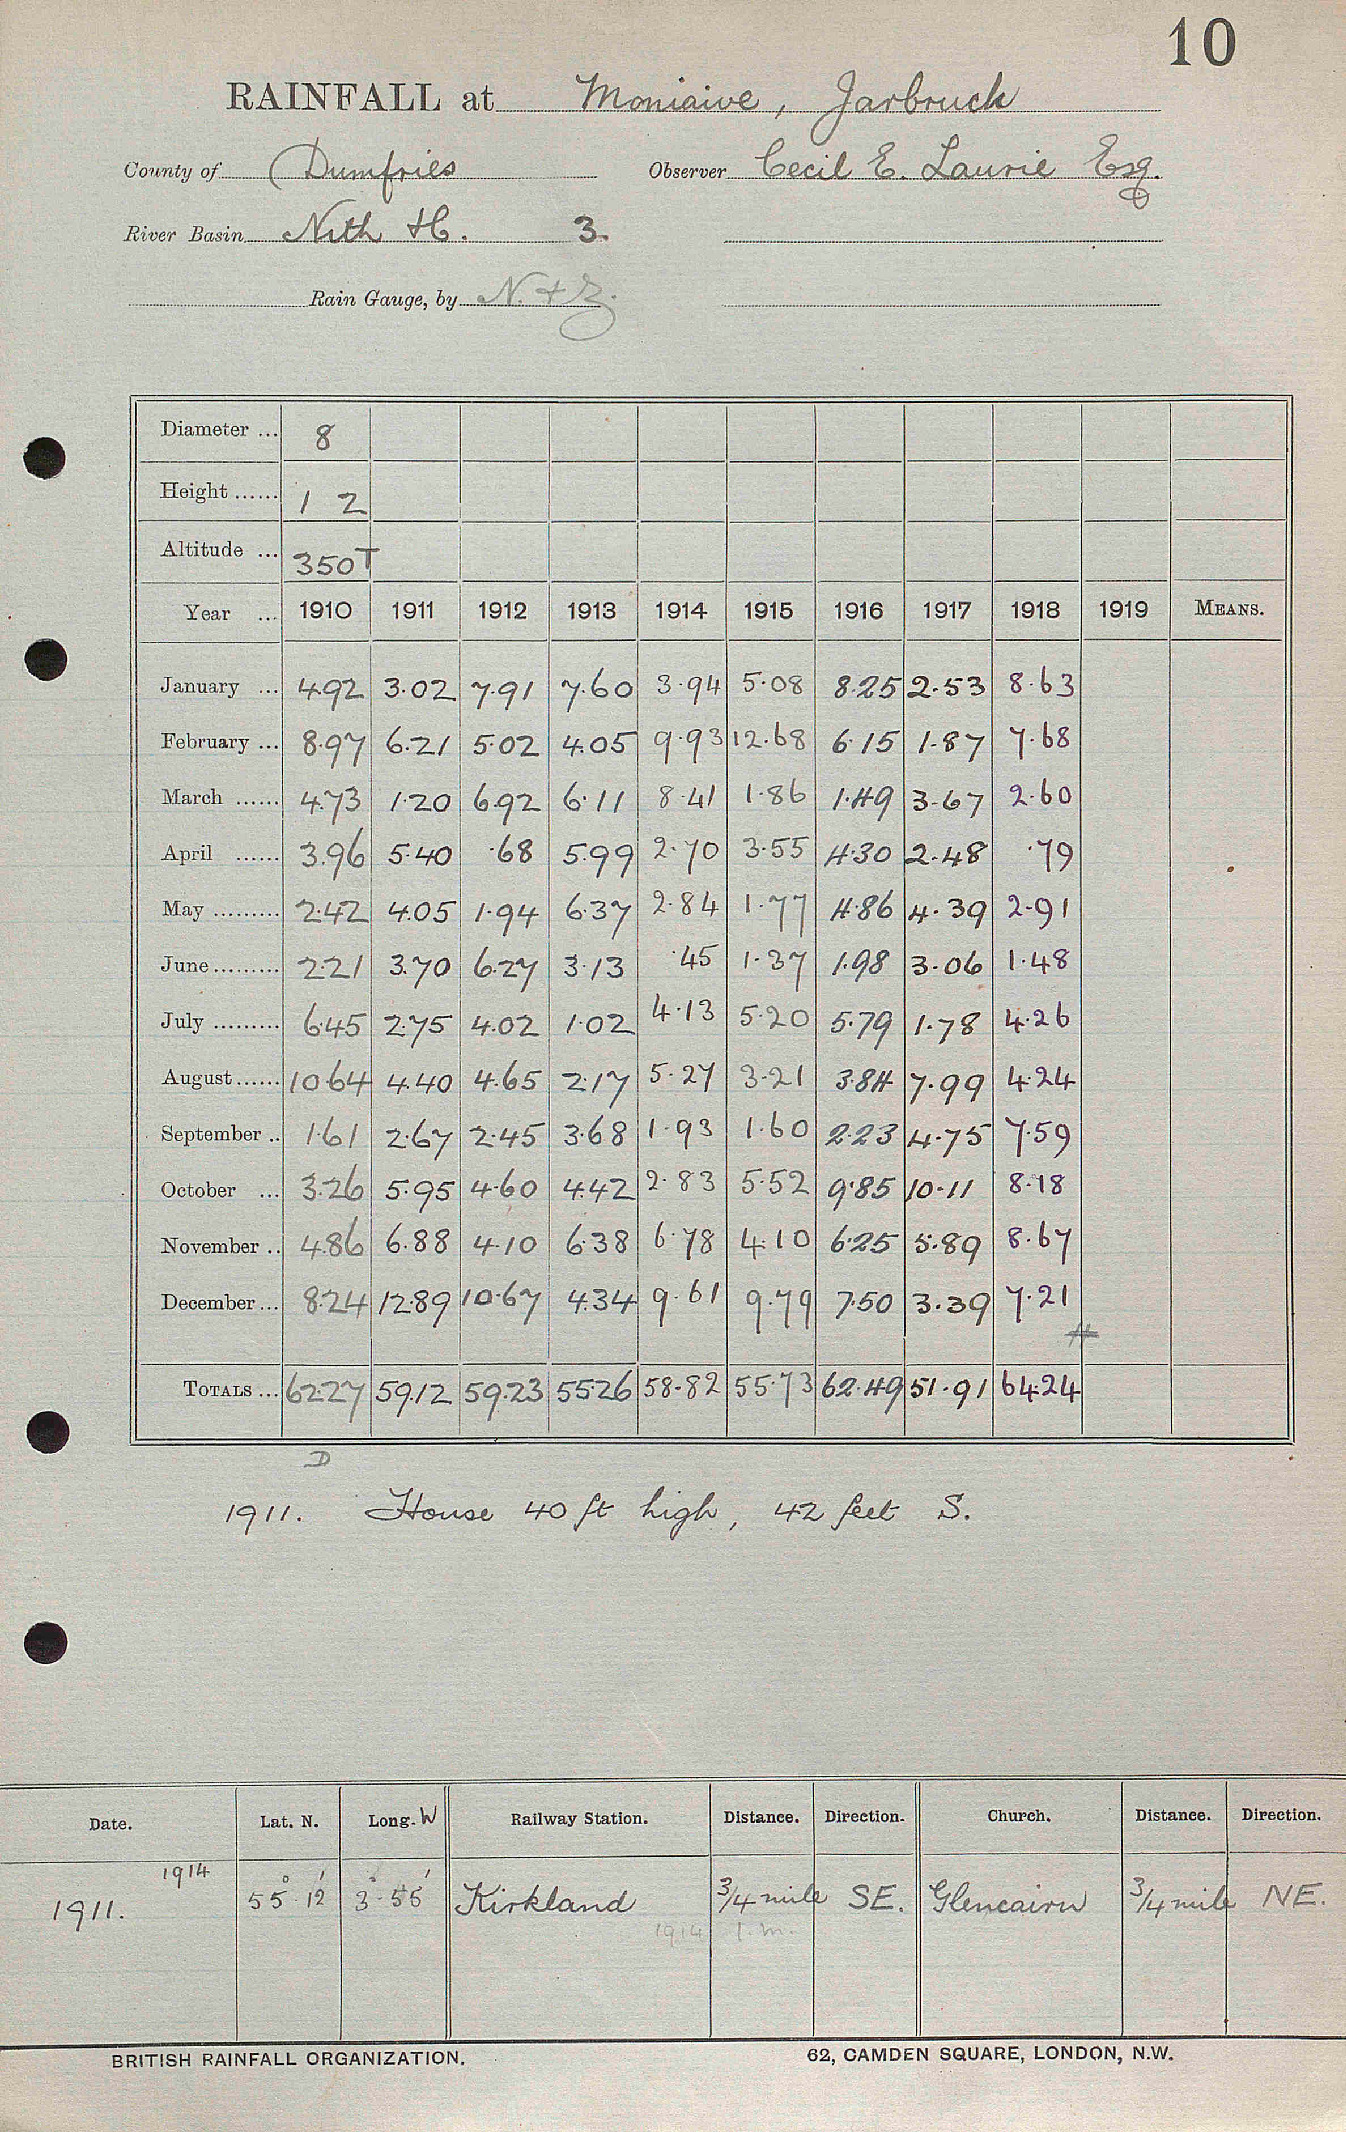 10
RAINFALL at Moniaive, Jarbruck
County of Dumfries Observer Cecil E. Laurie Esq.
River Basin Nith H. 3.
Rain Gauge, by N. & Z.
Diameter ... 8
Height ...... 1 2
Altitude ... 350T
Year ... 1910 1911 1912 1913 1914 1915 1916 1917 1918 1919 MEANS.
January ... 4.92 3.02 7.91 7.60 3.94 5.08 8.25 2.53 8.63
February ... 8.97 6.21 5.02 4.05 9.93 12.68 6.15 1.87 7.68
March ...... 4.73 1.20 6.92 6.11 8.41 1.86 1.49 3.67 2.60
April ...... 3.96 5.40 .68 5.99 2.70 3.55 4.30 2.48 .79
May ......... 2.42 4.05 1.94 6.37 2.84 1.77 4.86 4.39 2.91
June ......... 2.21 3.70 6.27 3.13 .45 1.37 1.98 3.06 1.48
July ......... 6.45 2.75 4.02 1.02 4.13 5.20 5.79 1.78 4.26
August ...... 10.64 4.40 4.65 2.17 5.27 3.21 3.84 7.99 4.24
September .. 1.61 2.67 2.45 3.68 1.93 1.60 2.23 4.75 7.59
October ... 3.26 5.95 4.60 4.42 2.83 5.52 9.85 10.11 8.18
November .. 4.86 6.88 4.10 6.38 6.78 4.10 6.25 5.89 8.67
December ... 8.24 12.89 10.67 4.34 9.61 9.79 7.50 3.39 7.21
TOTALS ... 62.27 59.12 59.23 55.26 58.82 55.73 62.49 51.91 64.24
D
1911. House 40 ft high, 42 feet S.
Date. Lat. N. Long. W Railway Station. Distance. Direction. Church. Distance. Direction.
1914
1911. 55° 12' 3° 55' Kirkland 3/4 mile SE. Glencairn 3/4 mile NE.
1914 1.m.
BRITISH RAINFALL ORGANIZATION. 62, CAMDEN SQUARE, LONDON, N.W.